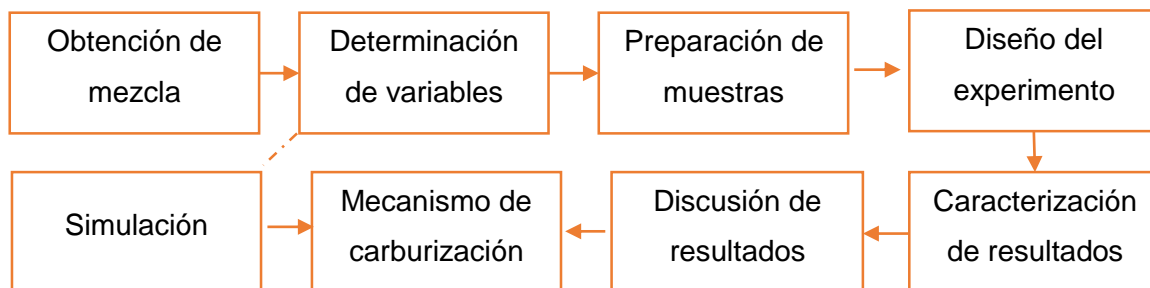 Obtención de
mezcla
Determinación
de variables
Preparación de
muestras
Diseño del
experimento
Simulación
Mecanismo de
carburización
Discusión de
resultados
Caracterización
de resultados